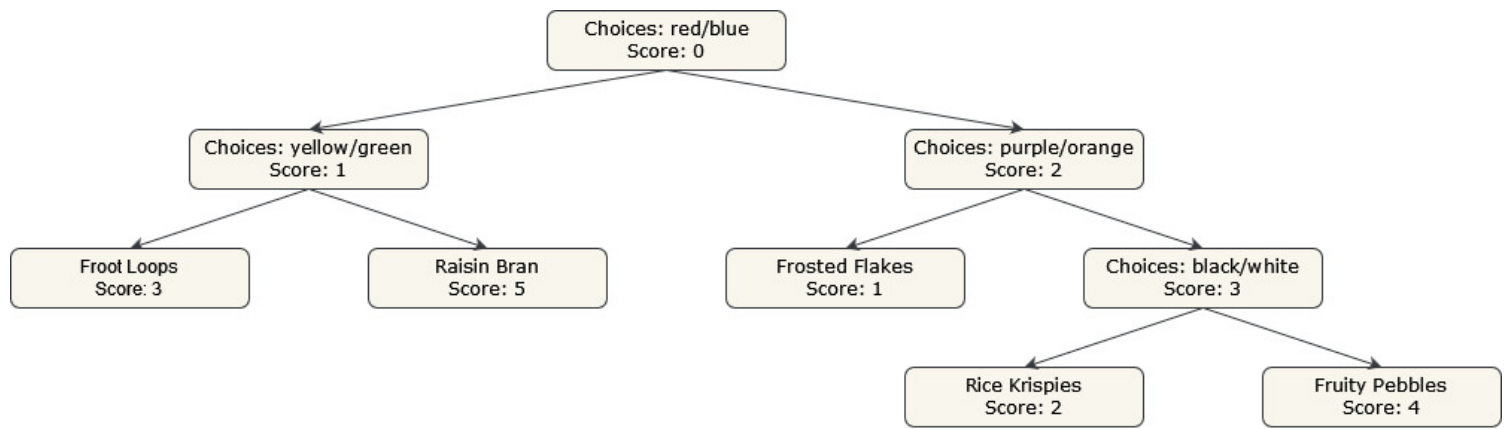 Choices: red/blue
Score: 0
Choices: yellow/green
Score: 1
Choices: purple/orange
Score: 2
Froot Loops
Score: 3
Raisin Bran
Score: 5
Frosted Flakes
Score: 1
Choices: black/white
Score: 3
Rice Krispies
Score: 2
Fruity Pebbles
Score: 4